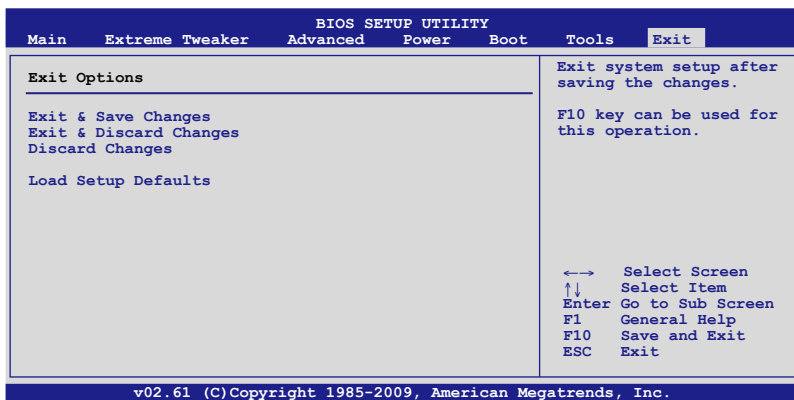 BIOS SETUP UTILITY
Main Extreme Tweaker Advanced Power Boot Tools Exit
Exit Options
Exit & Save Changes
Exit & Discard Changes
Discard Changes
Load Setup Defaults
Exit system setup after
saving the changes.
F10 key can be used for
this operation.
←→ Select Screen
↑↓ Select Item
Enter Go to Sub Screen
F1 General Help
F10 Save and Exit
ESC Exit
v02.61 (C)Copyright 1985-2009, American Megatrends, Inc.